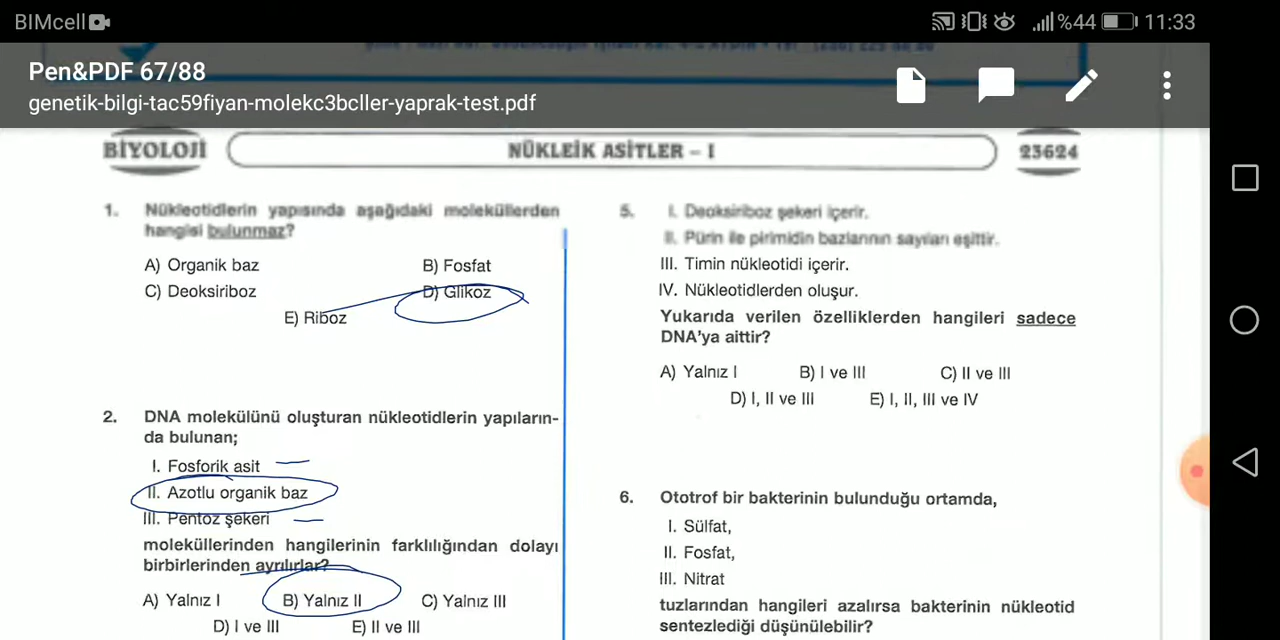 BIMcell
%44 11:33
Pen&PDF 67/88
genetik-bilgi-tac59fiyan-molekc3bcller-yaprak-test.pdf
BİYOLOJİ
NÜKLEİK ASİTLER – I
23624
1. Nükleotidlerin yapısında aşağıdaki moleküllerden
hangisi bulunmaz?
A) Organik baz B) Fosfat
C) Deoksiriboz D) Glikoz
E) Riboz
2. DNA molekülünü oluşturan nükleotidlerin yapıların-
da bulunan;
I. Fosforik asit
II. Azotlu organik baz
III. Pentoz şekeri
moleküllerinden hangilerinin farklılığından dolayı
birbirlerinden ayrılırlar?
A) Yalnız I B) Yalnız II C) Yalnız III
D) I ve III E) II ve III
5. I. Deoksiriboz şekeri içerir.
II. Pürin ile pirimidin bazlarının sayıları eşittir.
III. Timin nükleotidi içerir.
IV. Nükleotidlerden oluşur.
Yukarıda verilen özelliklerden hangileri sadece
DNA'ya aittir?
A) Yalnız I B) I ve III C) II ve III
D) I, II ve III E) I, II, III ve IV
6. Ototrof bir bakterinin bulunduğu ortamda,
I. Sülfat,
II. Fosfat,
III. Nitrat
tuzlarından hangileri azalırsa bakterinin nükleotid
sentezlediği düşünülebilir?